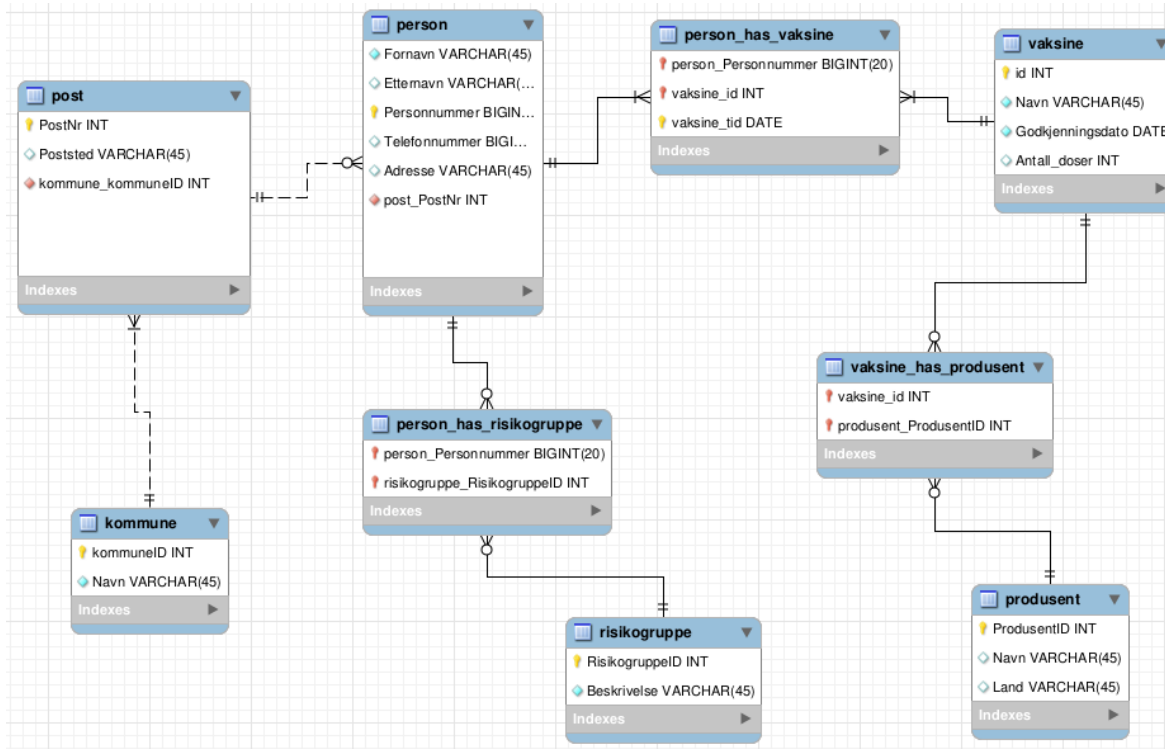 post
PostNr INT
Poststed VARCHAR(45)
kommune_kommuneID INT
Indexes
person
Fornavn VARCHAR(45)
Etternavn VARCHAR(...
Personnummer BIGIN...
Telefonnummer BIGI...
Adresse VARCHAR(45)
post_PostNr INT
Indexes
person_has_vaksine
person_Personnummer BIGINT(20)
vaksine_id INT
vaksine_tid DATE
Indexes
vaksine
id INT
Navn VARCHAR(45)
Godkjenningsdato DATE
Antall_doser INT
Indexes
vaksine_has_produsent
vaksine_id INT
produsent_ProdusentID INT
Indexes
person_has_risikogruppe
person_Personnummer BIGINT(20)
risikogruppe_RisikogruppeID INT
Indexes
kommune
kommuneID INT
Navn VARCHAR(45)
Indexes
risikogruppe
RisikogruppeID INT
Beskrivelse VARCHAR(45)
Indexes
produsent
ProdusentID INT
Navn VARCHAR(45)
Land VARCHAR(45)
Indexes